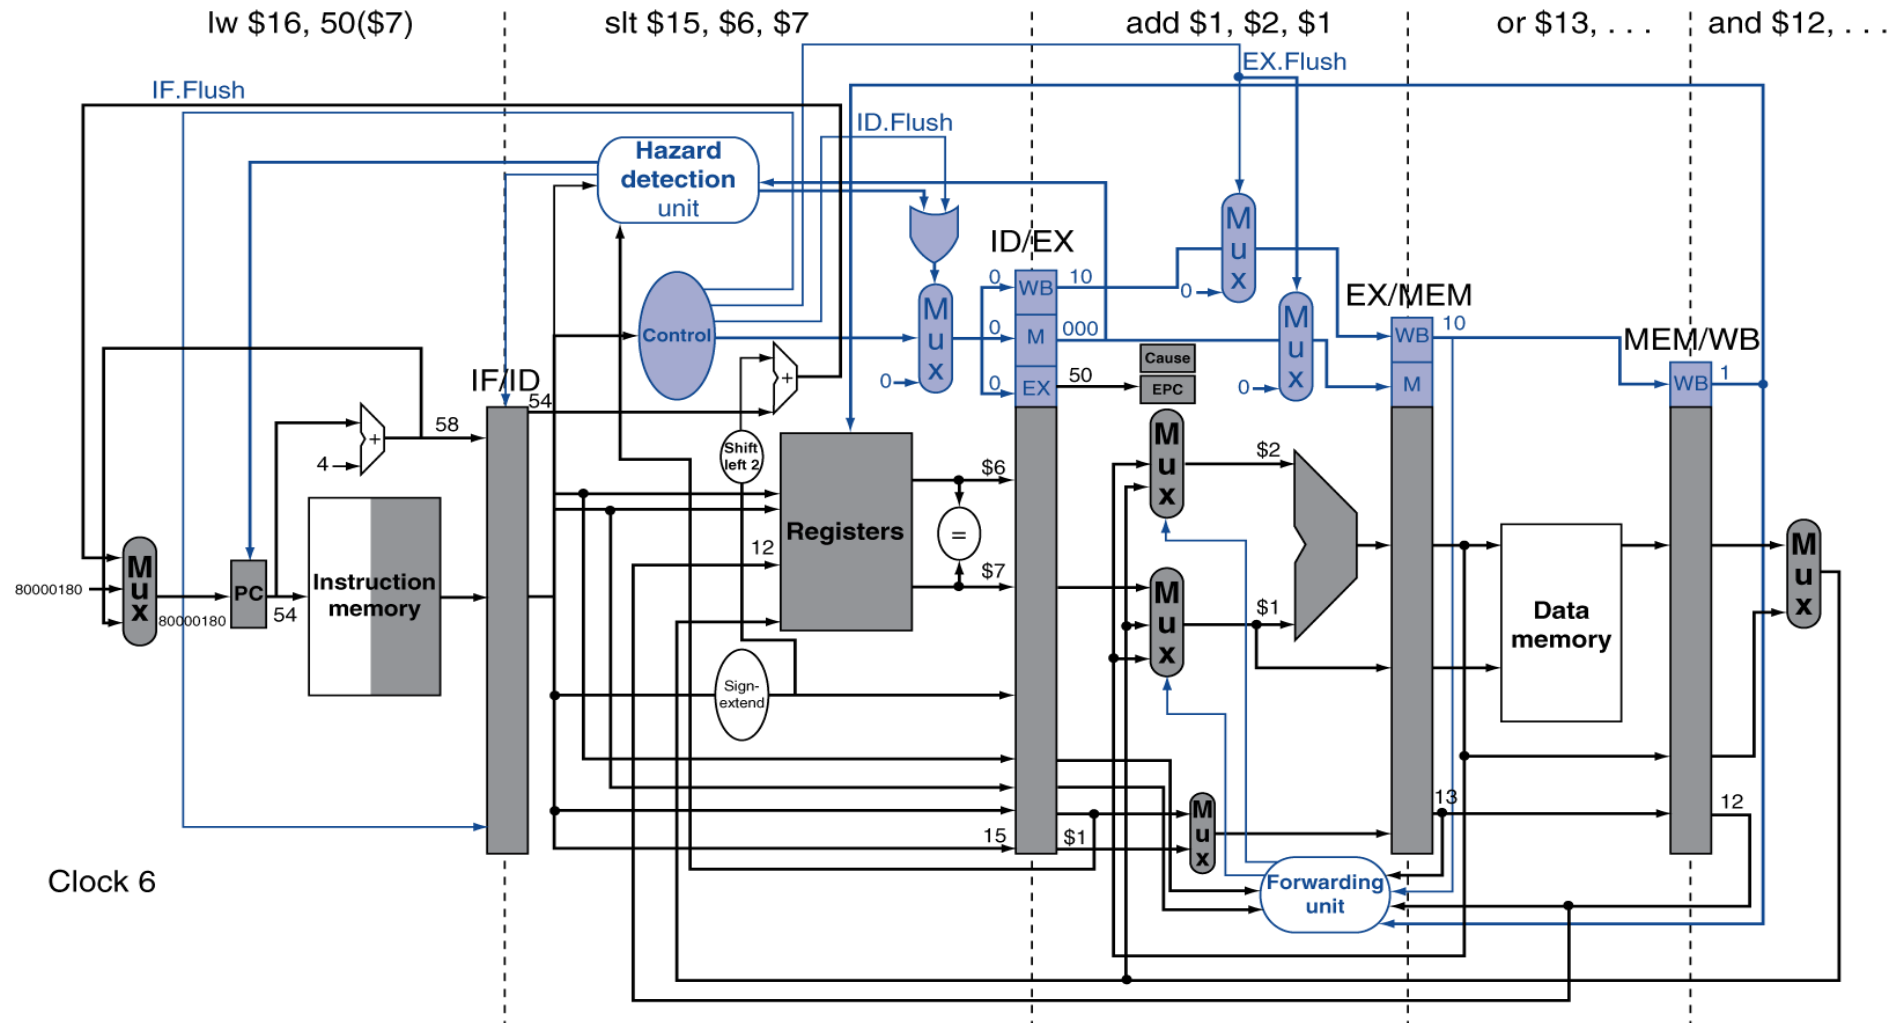 lw $16, 50($7)
slt $15, $6, $7
add $1, $2, $1
or $13, . . .
and $12, . . .
EX.Flush
IF.Flush
ID.Flush
Hazard
detection
unit
ID/EX
M
u
x
0
0
WB
10
EX/MEM
0
M
000
Control
M
u
x
0
0
EX
50
Cause
EPC
M
u
x
0
WB
10
M
MEM/WB
WB
1
IF/ID
54
58
+
4
+
Shift
left 2
M
u
x
$2
$6
Registers
=
12
$7
M
u
x
$1
M
u
x
80000180
80000180
PC
54
Instruction
memory
Data
memory
M
u
x
Sign-
extend
13
12
15
$1
M
u
x
Forwarding
unit
Clock 6